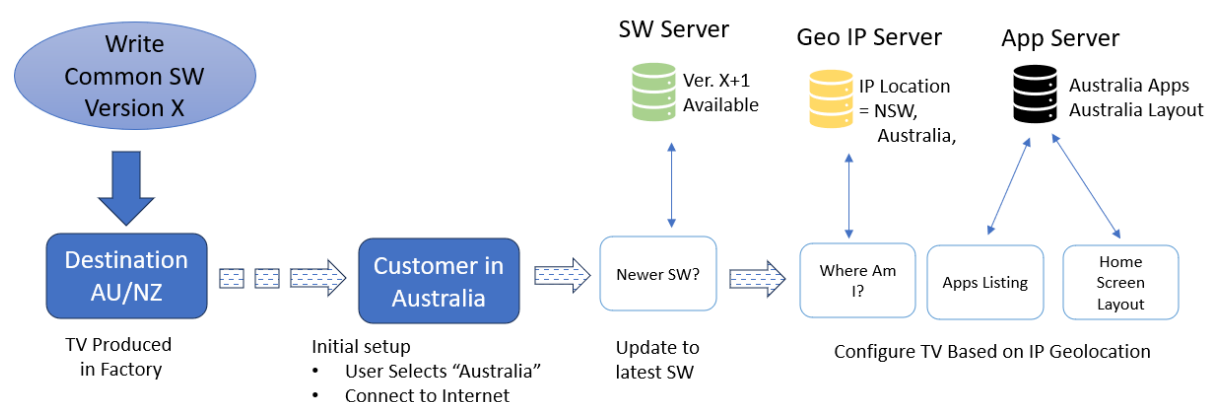 Write
Common SW
Version X
SW Server
Ver. X+1
Available
Geo IP Server
IP Location
= NSW,
Australia,
App Server
Australia Apps
Australia Layout
Destination
AU/NZ
Customer in
Australia
Newer SW?
Where Am
I?
Apps Listing
Home
Screen
Layout
TV Produced
in Factory
Initial setup
• User Selects “Australia”
• Connect to Internet
Update to
latest SW
Configure TV Based on IP Geolocation